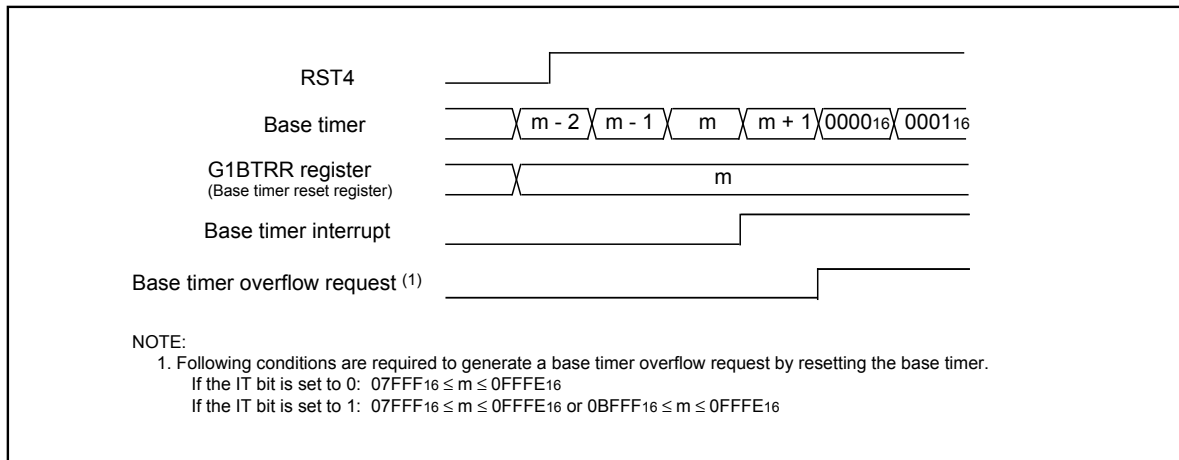 RST4
Base timer
m - 2 m - 1 m m + 1 000016 000116
G1BTRR register
(Base timer reset register)
m
Base timer interrupt
Base timer overflow request (1)
NOTE:
1. Following conditions are required to generate a base timer overflow request by resetting the base timer.
If the IT bit is set to 0: 07FFF16 ≤ m ≤ 0FFFE16
If the IT bit is set to 1: 07FFF16 ≤ m ≤ 0FFFE16 or 0BFFF16 ≤ m ≤ 0FFFE16